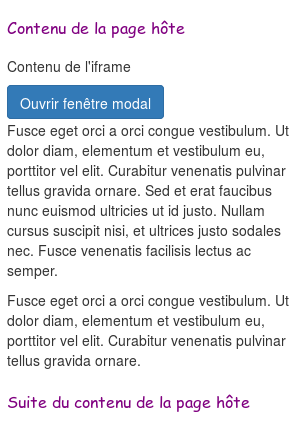 Contenu de la page hôte
Contenu de l'iframe
Ouvrir fenêtre modal
Fusce eget orci a orci congue vestibulum. Ut
dolor diam, elementum et vestibulum eu,
porttitor vel elit. Curabitur venenatis pulvinar
tellus gravida ornare. Sed et erat faucibus
nunc euismod ultricies ut id justo. Nullam
cursus suscipit nisi, et ultrices justo sodales
nec. Fusce venenatis facilisis lectus ac
semper.
Fusce eget orci a orci congue vestibulum. Ut
dolor diam, elementum et vestibulum eu,
porttitor vel elit. Curabitur venenatis pulvinar
tellus gravida ornare.
Suite du contenu de la page hôte